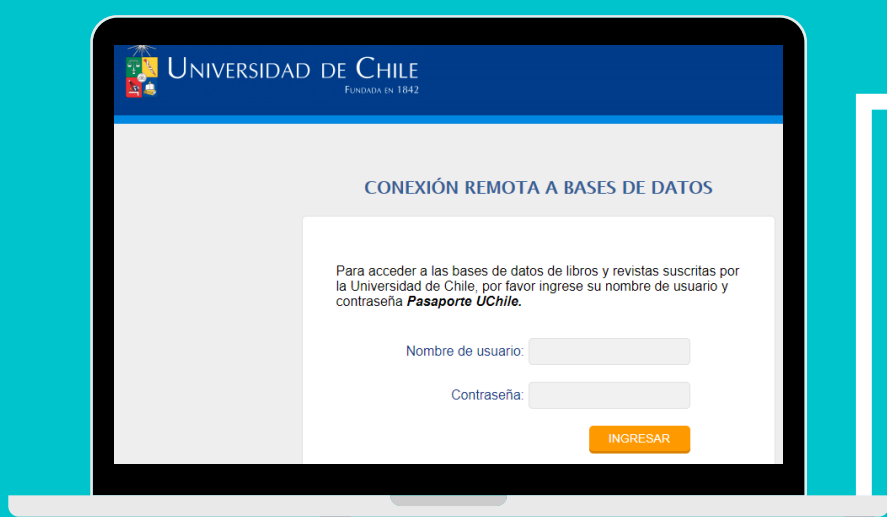 UNIVERSIDAD DE CHILE
FUNDADA EN 1842
CONEXIÓN REMOTA A BASES DE DATOS
Para acceder a las bases de datos de libros y revistas suscritas por
la Universidad de Chile, por favor ingrese su nombre de usuario y
contraseña Pasaporte UChile.
Nombre de usuario:
Contraseña:
INGRESAR